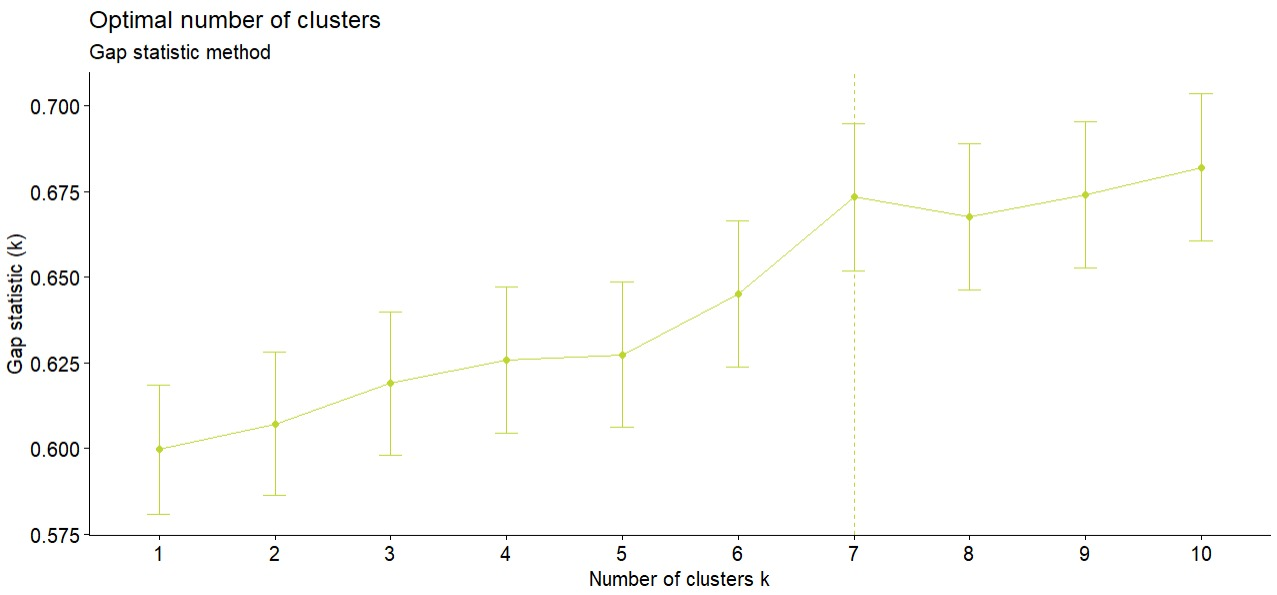 Optimal number of clusters
Gap statistic method
0.700
0.675
0.650
0.625
0.600
0.575
Gap statistic (k)
1 2 3 4 5 6 7 8 9 10
Number of clusters k